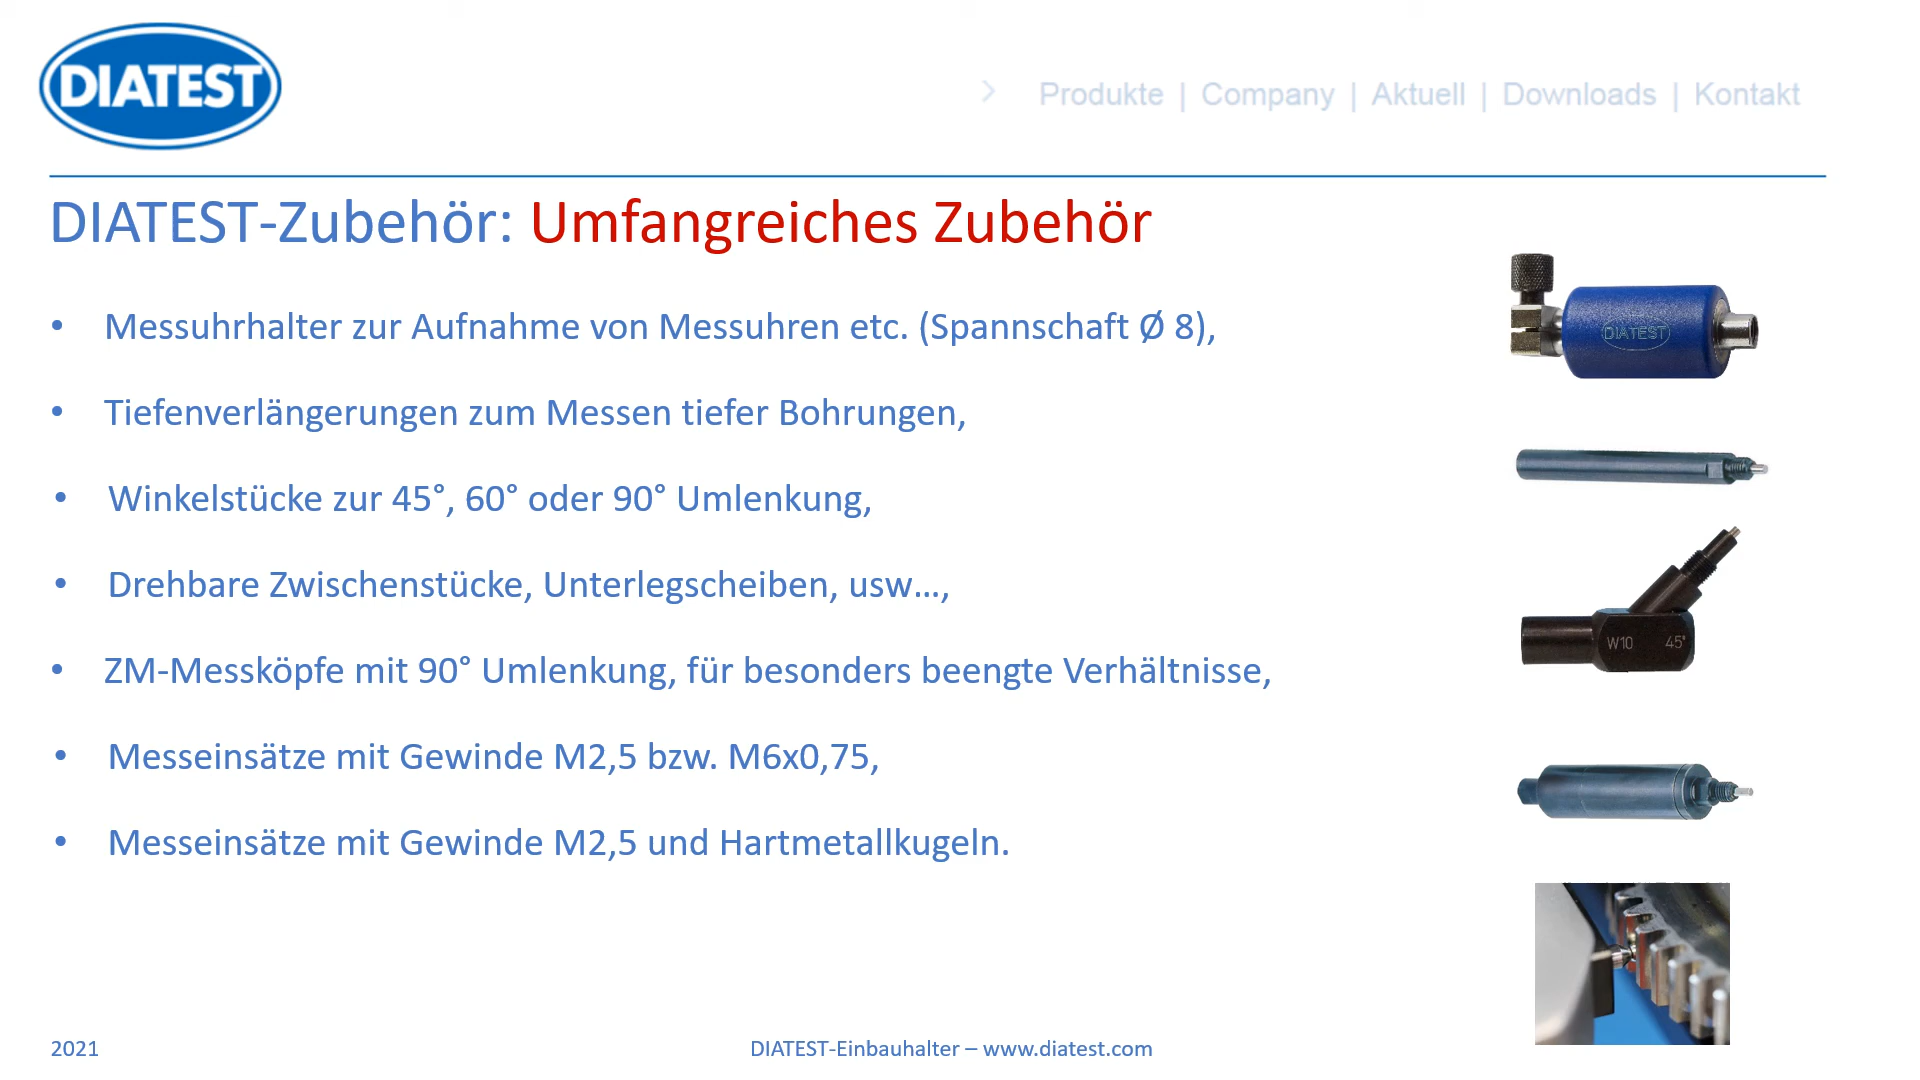 DIATEST
Produkte | Company | Aktuell | Downloads | Kontakt
DIATEST-Zubehör: Umfangreiches Zubehör
• Messuhrhalter zur Aufnahme von Messuhren etc. (Spannschaft Ø 8),
• Tiefenverlängerungen zum Messen tiefer Bohrungen,
• Winkelstücke zur 45°, 60° oder 90° Umlenkung,
• Drehbare Zwischenstücke, Unterlegscheiben, usw…,
• ZM-Messköpfe mit 90° Umlenkung, für besonders beengte Verhältnisse,
• Messeinsätze mit Gewinde M2,5 bzw. M6x0,75,
• Messeinsätze mit Gewinde M2,5 und Hartmetallkugeln.
DIATEST
W10 45°
2021
DIATEST-Einbauhalter – www.diatest.com